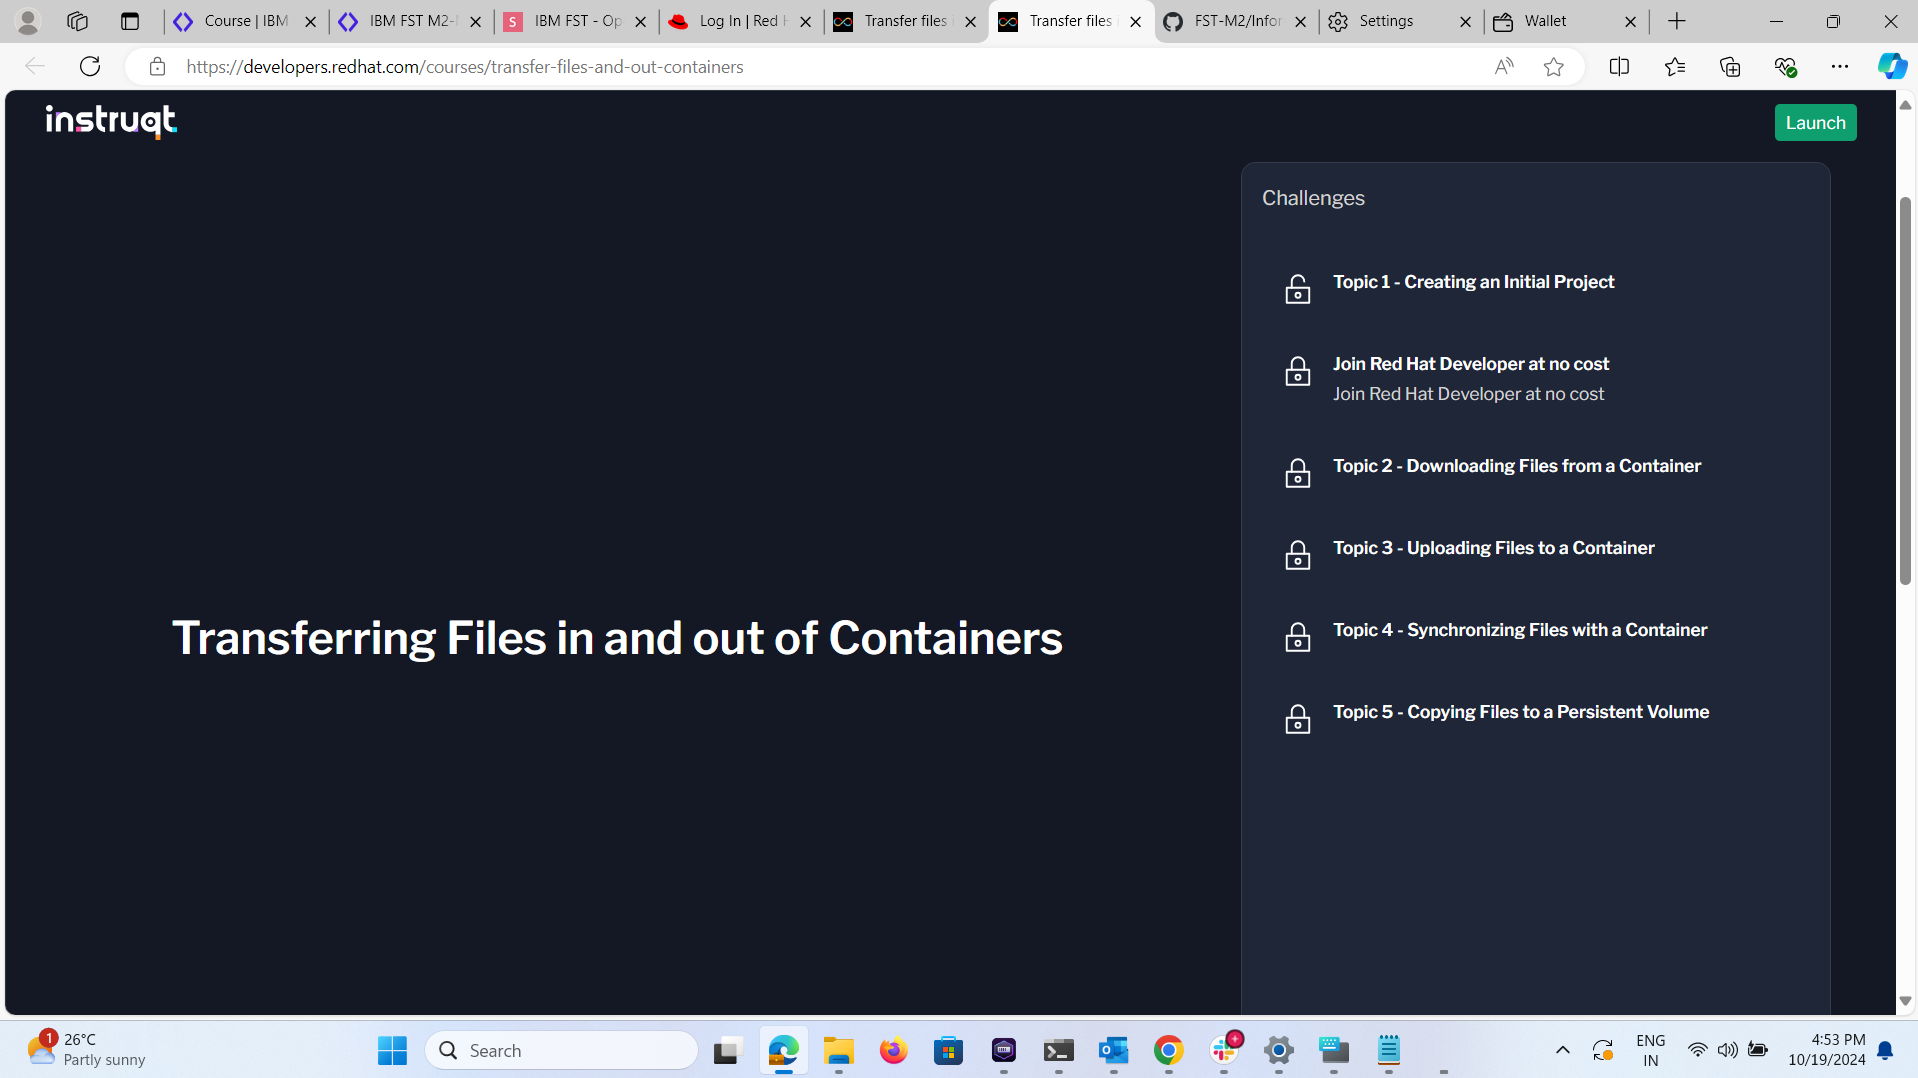 Course | IBM
IBM FST M2-
S
IBM FST - Op
Log In | Red H
Transfer files i
Transfer files i
FST-M2/Infor
Settings
Wallet
https://developers.redhat.com/courses/transfer-files-and-out-containers
instruqt
Launch
Challenges
Topic 1 - Creating an Initial Project
Join Red Hat Developer at no cost
Join Red Hat Developer at no cost
Topic 2 - Downloading Files from a Container
Topic 3 - Uploading Files to a Container
Transferring Files in and out of Containers
Topic 4 - Synchronizing Files with a Container
Topic 5 - Copying Files to a Persistent Volume
1
26°C
Partly sunny
Search
ENG
IN
4:53 PM
10/19/2024